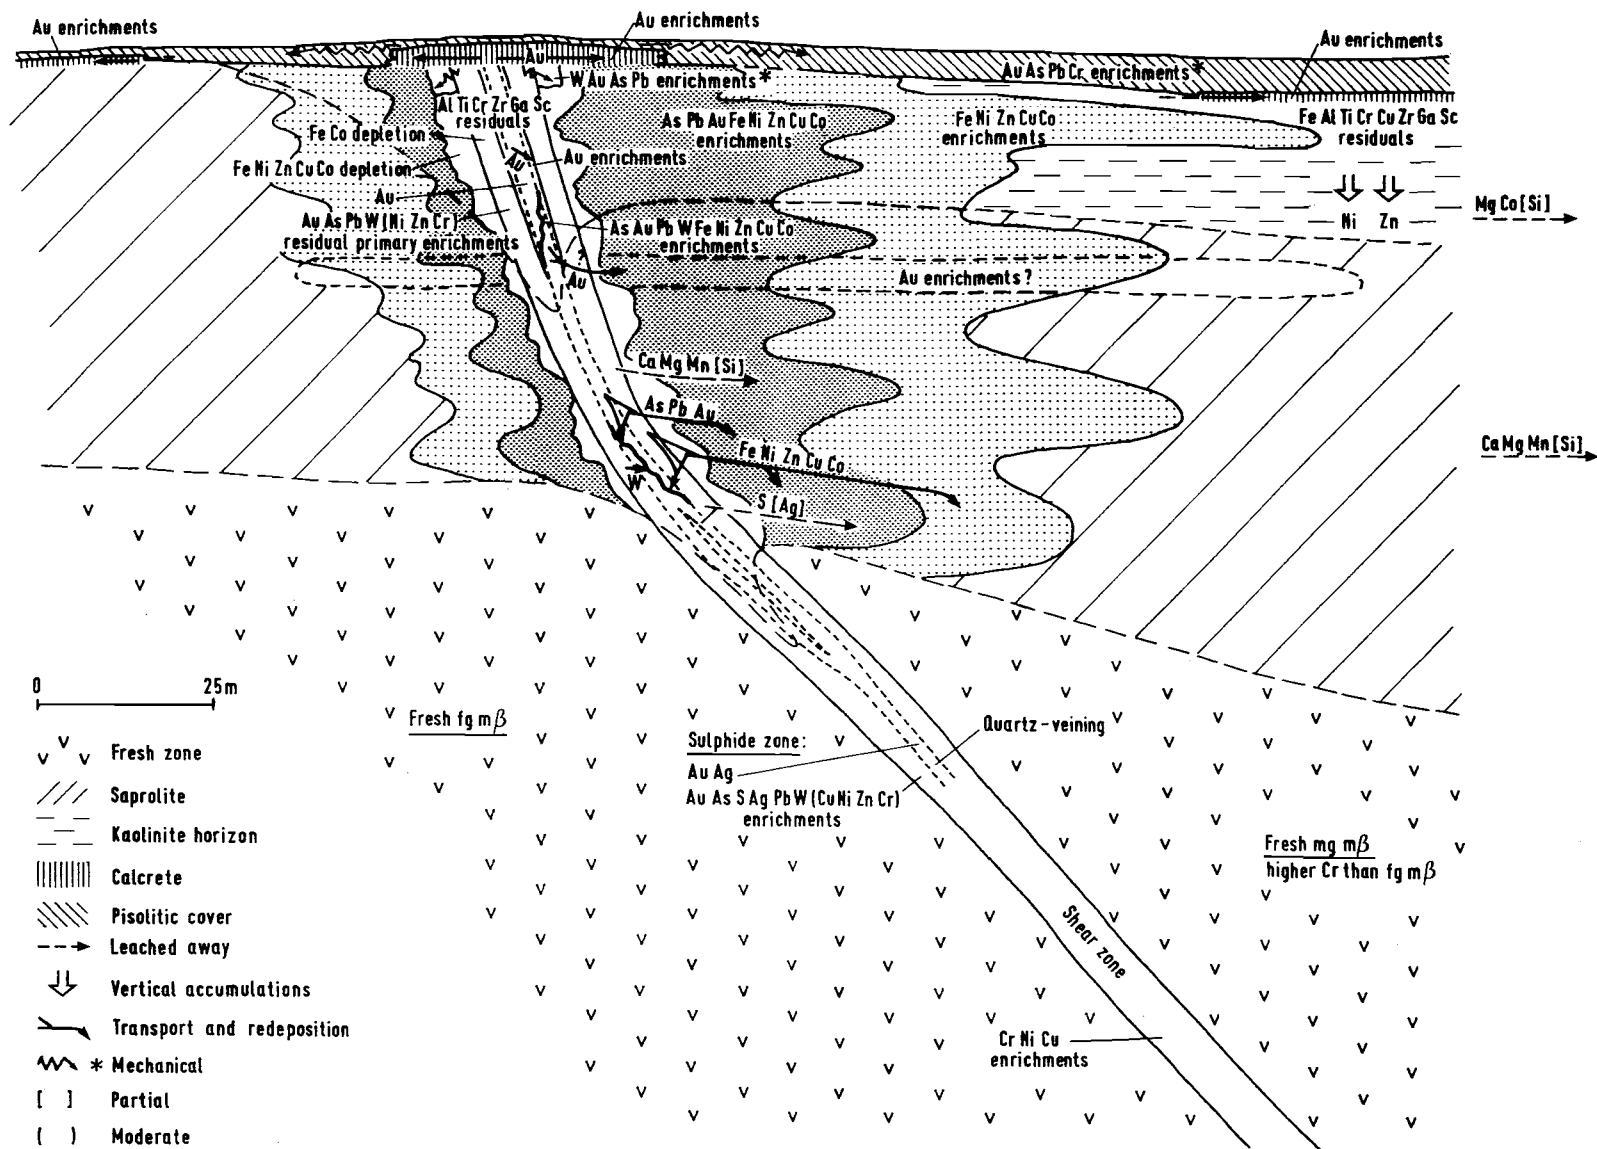 Au enrichments
Au enrichments
Au enrichments
Au
W Au As Pb enrichments*
Au As Pb Cr enrichments*
Al Ti Cr Zr Ga Sc
residuals
As Pb Au Fe Ni Zn Cu Co
enrichments
Fe Ni Zn Cu Co
enrichments
Fe Al Ti Cr Cu Zr Ga Sc
residuals
Fe Co depletion
Au
Au enrichments
Fe Ni Zn Cu Co depletion
Au
Au As Pb W (Ni Zn Cr)
residual primary enrichments
As Au Pb W Fe Ni Zn Cu Co
enrichments
Ni Zn
Mg Co [Si]
?
Au
Au enrichments ?
Ca Mg Mn [Si]
As Pb Au
Fe Ni Zn Cu Co
Ca Mg Mn [Si]
W
S [Ag]
0 25m
Fresh fg mβ
Quartz-veining
Sulphide zone:
Au Ag
Au As S Ag Pb W (Cu Ni Zn Cr)
enrichments
Fresh mg mβ
higher Cr than fg mβ
Shear zone
Cr Ni Cu
enrichments
Fresh zone
Saprolite
Kaolinite horizon
Calcrete
Pisolitic cover
Leached away
Vertical accumulations
Transport and redeposition
* Mechanical
[ ] Partial
( ) Moderate